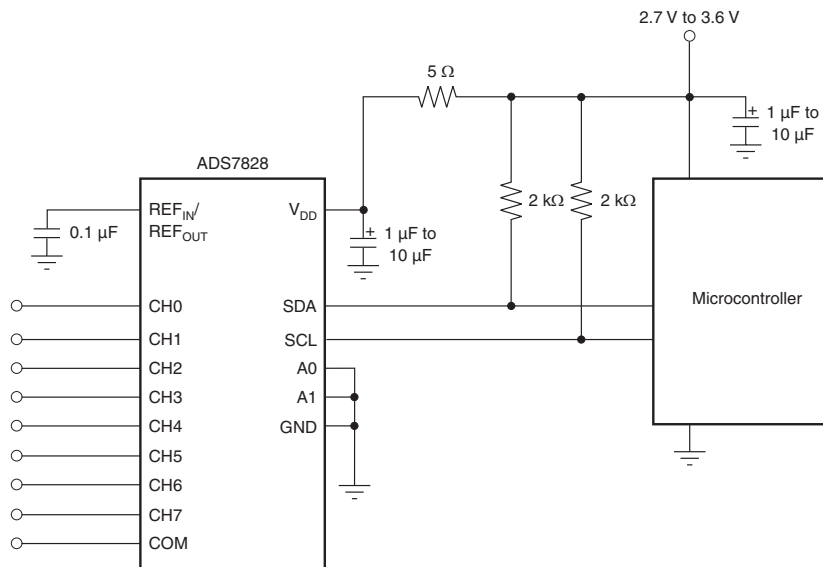 2.7 V to 3.6 V
5 Ω
+ 1 µF to
10 µF
ADS7828
REF_IN/
REF_OUT
V_DD
0.1 µF
+ 1 µF to
10 µF
2 kΩ
2 kΩ
Microcontroller
CH0
SDA
CH1
SCL
CH2
A0
CH3
A1
CH4
GND
CH5
CH6
CH7
COM